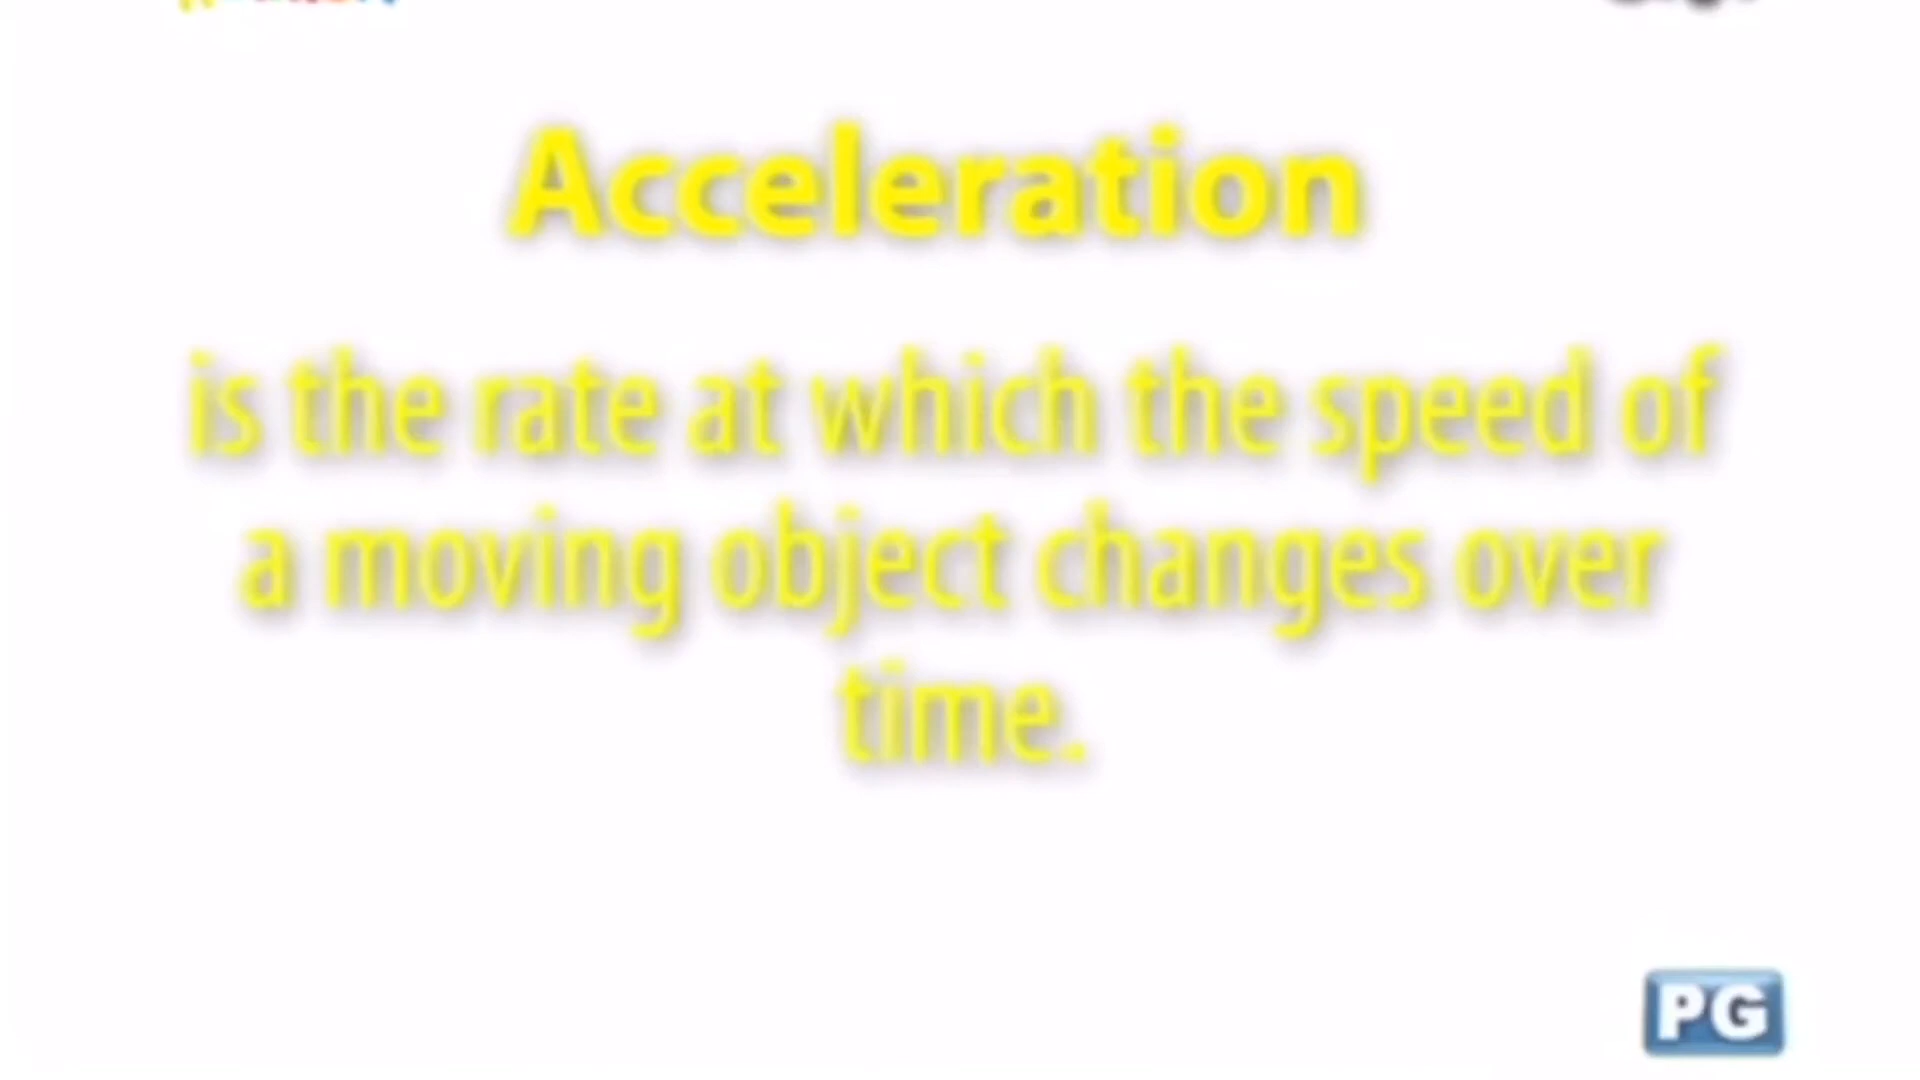 Acceleration
is the rate at which the speed of
a moving object changes over
time.
PG